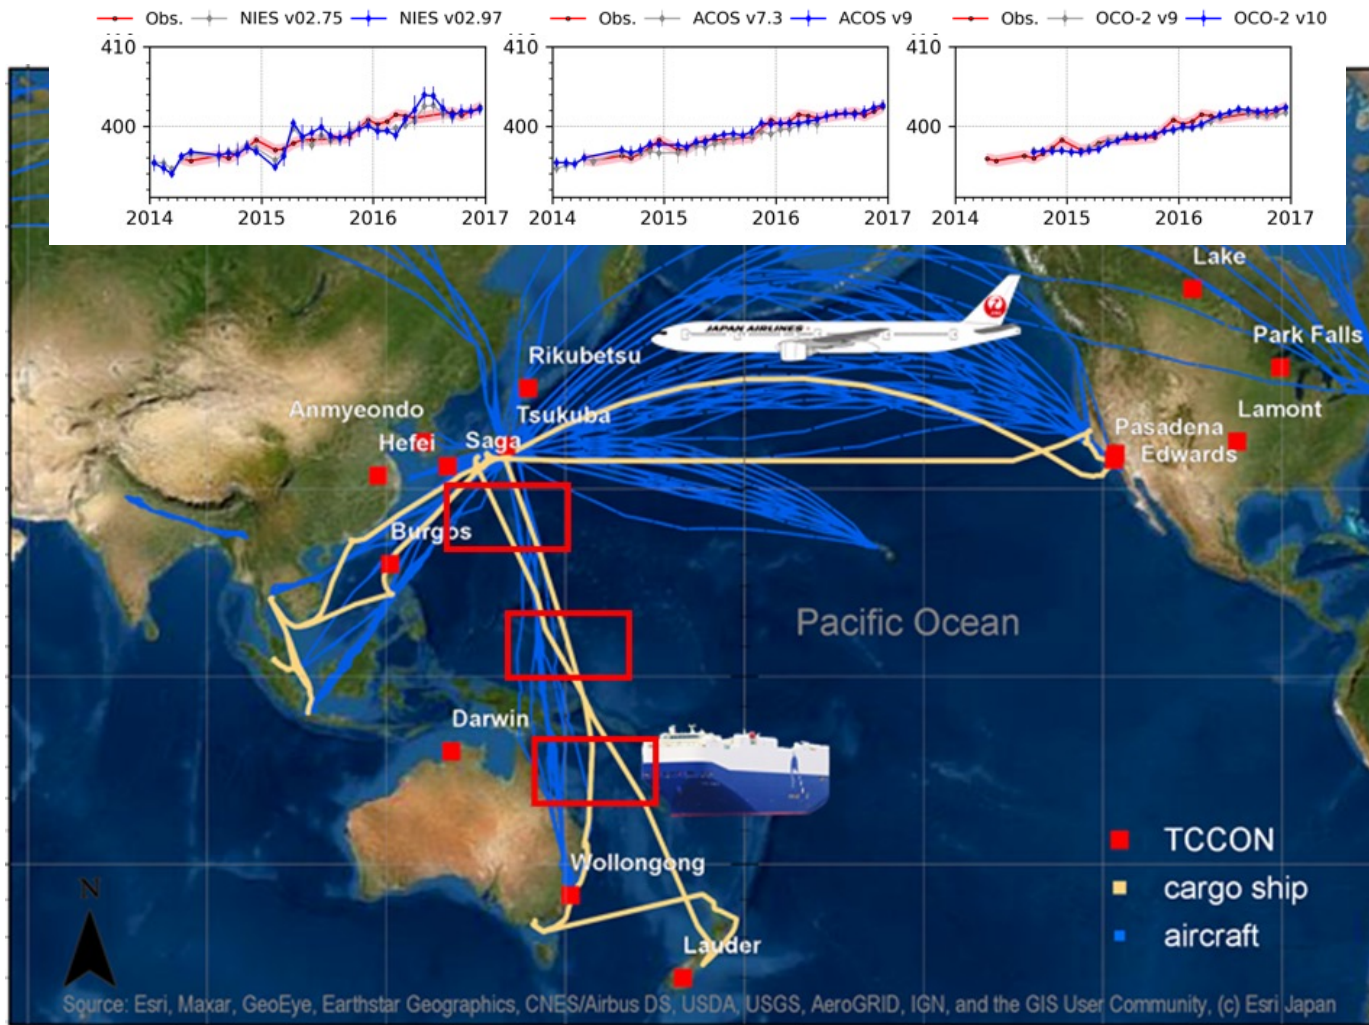 Obs. NIES v02.75 NIES v02.97
Obs. ACOS v7.3 ACOS v9
Obs. OCO-2 v9 OCO-2 v10
410
400
2014 2015 2016 2017
410
400
2014 2015 2016 2017
400
2014 2015 2016 2017
Lake
JAPAN AIRLINES
Park Falls
Rikubetsu
Lamont
Anmyeondo
Tsukuba
Pasadena
Hefei
Saga
Edwards
Burgos
Pacific Ocean
Darwin
TCCON
Wollongong
cargo ship
N
aircraft
Lauder
Source: Esri, Maxar, GeoEye, Earthstar Geographics, CNES/Airbus DS, USDA, USGS, AeroGRID, IGN, and the GIS User Community, (c) Esri Japan